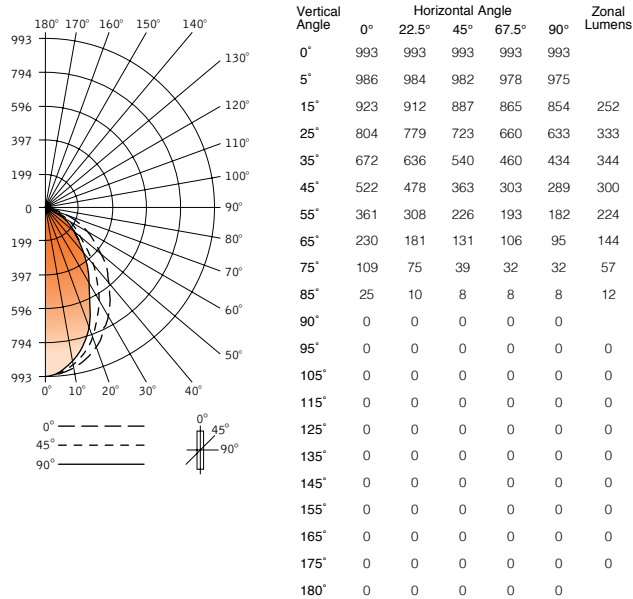 180° 170° 160° 150° 140°
993
794
596
397
199
0
199
397
596
794
993
130°
120°
110°
100°
90°
80°
70°
60°
50°
0° 10° 20° 30° 40°
0°
45°
90°
0°
45°
90°
Vertical Angle Horizontal Angle Zonal Lumens
0° 22.5° 45° 67.5° 90°
0° 993 993 993 993 993
5° 986 984 982 978 975
15° 923 912 887 865 854 252
25° 804 779 723 660 633 333
35° 672 636 540 460 434 344
45° 522 478 363 303 289 300
55° 361 308 226 193 182 224
65° 230 181 131 106 95 144
75° 109 75 39 32 32 57
85° 25 10 8 8 8 12
90° 0 0 0 0 0
95° 0 0 0 0 0 0
105° 0 0 0 0 0 0
115° 0 0 0 0 0 0
125° 0 0 0 0 0 0
135° 0 0 0 0 0 0
145° 0 0 0 0 0 0
155° 0 0 0 0 0 0
165° 0 0 0 0 0 0
175° 0 0 0 0 0 0
180° 0 0 0 0 0